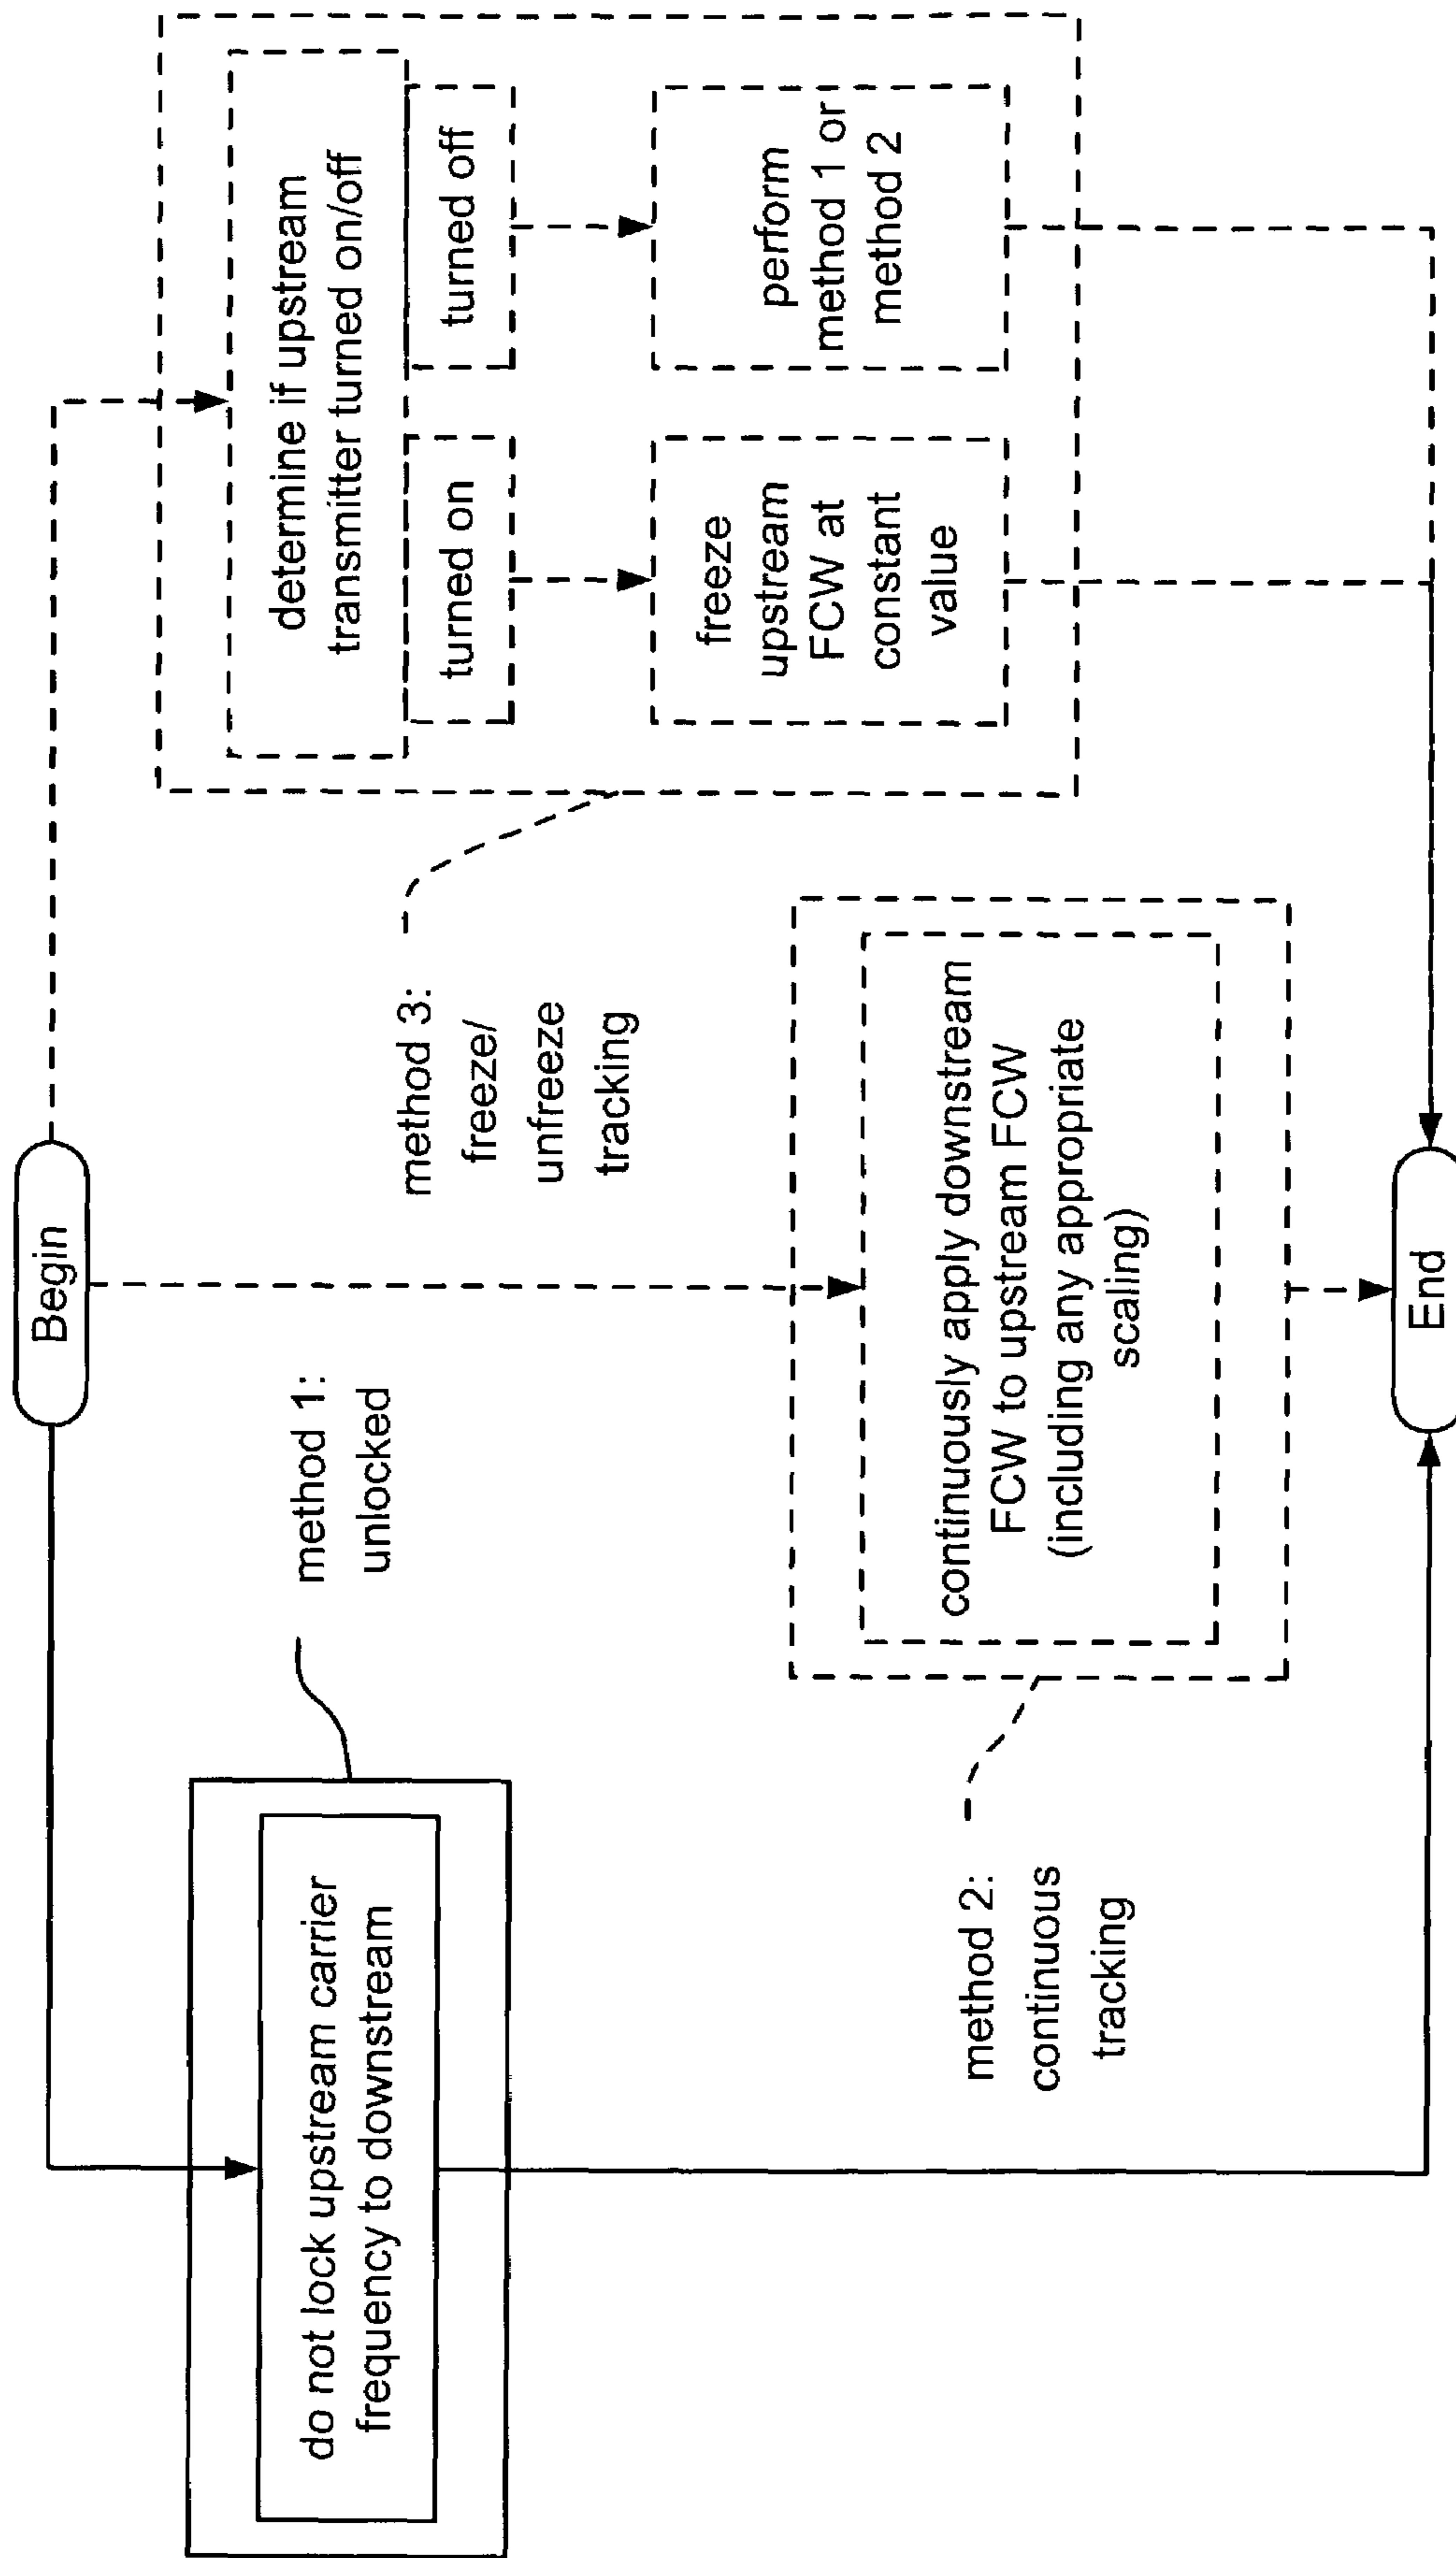 Begin
method 1:
unlocked
do not lock upstream carrier
frequency to downstream
method 2:
continuous
tracking
continuously apply downstream
FCW to upstream FCW
(including any appropriate
scaling)
method 3:
freeze/
unfreeze
tracking
determine if upstream
transmitter turned on/off
turned on
turned off
freeze
upstream
FCW at
constant
value
perform
method 1 or
method 2
End